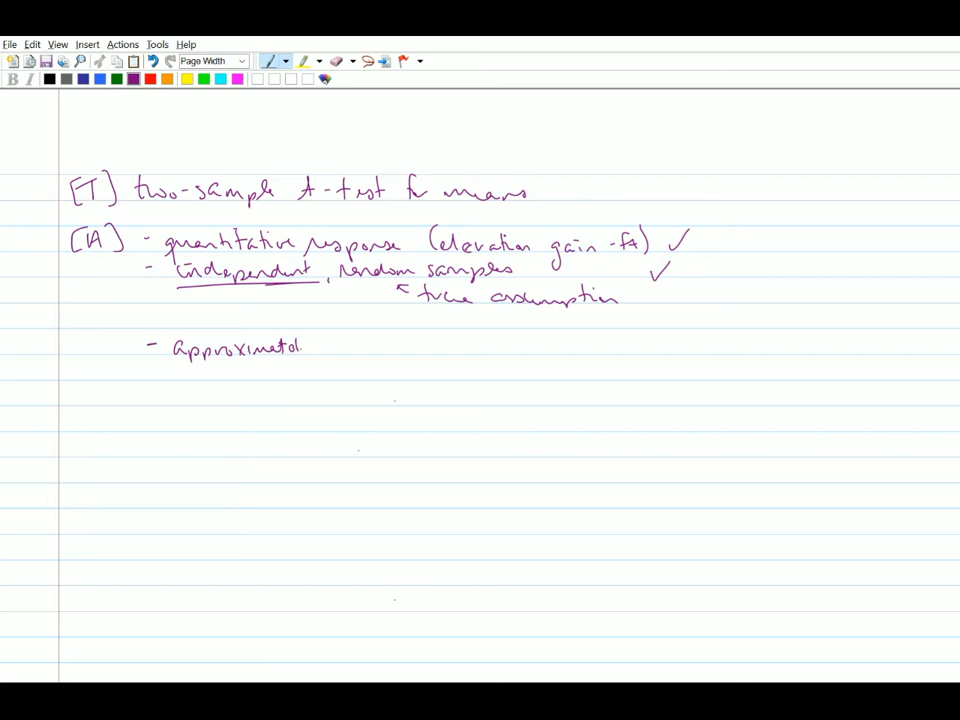 File Edit View Insert Actions Tools Help
Page Width
B I
[T] two-sample t-test for means
[A] - quantitative response (elevation gain - ft) ✓
- independent, random samples ✓
↖ true assumption
- approximatel